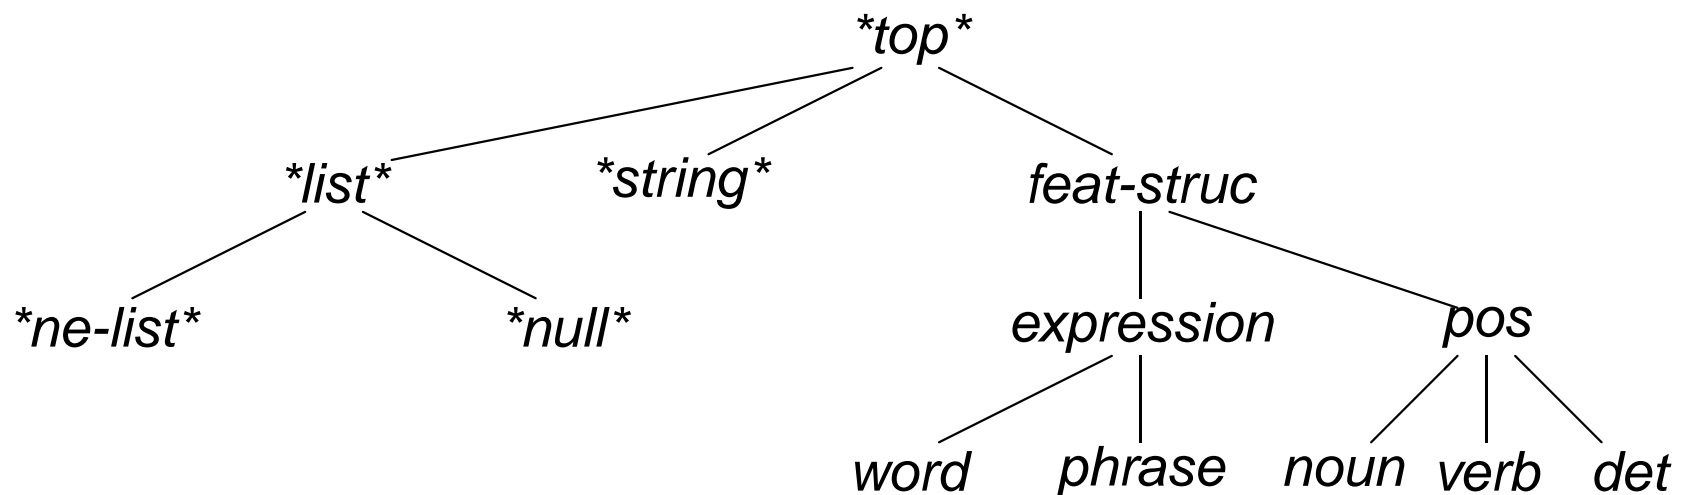 *top*
*list* *string* feat-struc
*ne-list* *null* expression pos
word phrase noun verb det